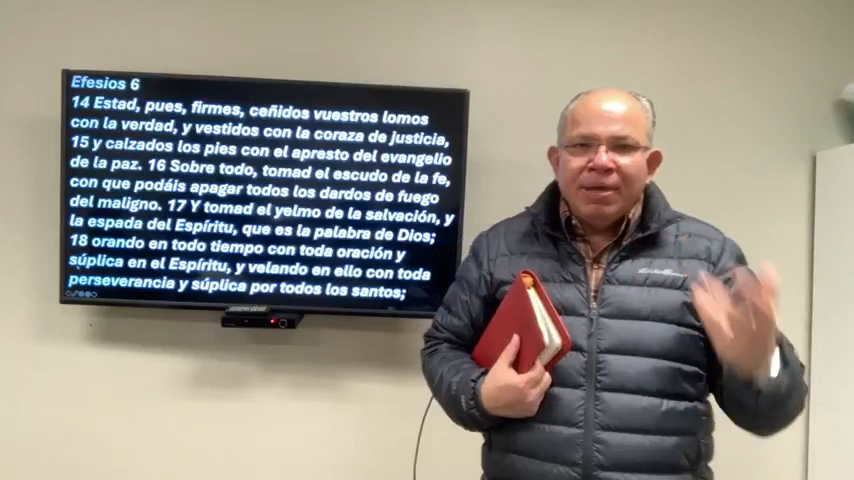 Efesios 6
14 Estad, pues, firmes, ceñidos vuestros lomos
con la verdad, y vestidos con la coraza de justicia,
15 y calzados los pies con el apresto del evangelio
de la paz. 16 Sobre todo, tomad el escudo de la fe,
con que podáis apagar todos los dardos de fuego
del maligno. 17 Y tomad el yelmo de la salvación, y
la espada del Espíritu, que es la palabra de Dios;
18 orando en todo tiempo con toda oración y
súplica en el Espíritu, y velando en ello con toda
perseverancia y súplica por todos los santos;
Eddie Bauer